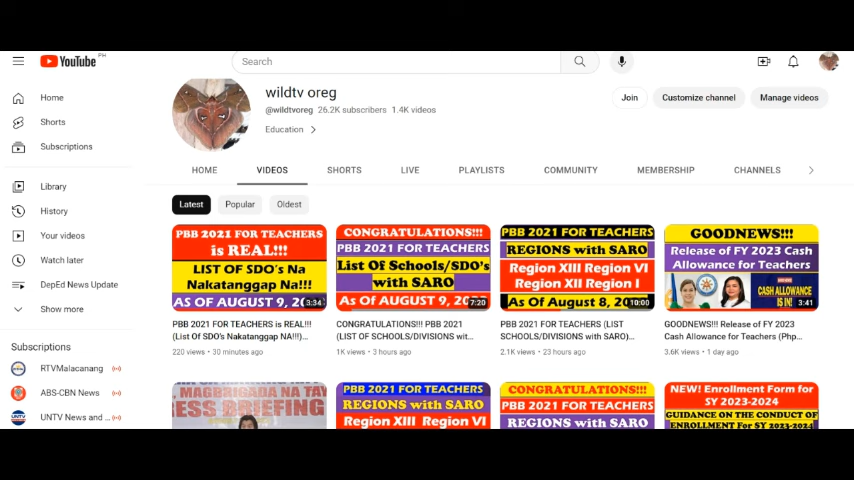 YouTube PH
Search
Home
Shorts
Subscriptions
Library
History
Your videos
Watch later
DepEd News Update
Show more
Subscriptions
RTVMalacanang
ABS-CBN News
UNTV News and ...
wildtv oreg
@wildtvoreg 26.2K subscribers 1.4K videos
Education
Join
Customize channel
Manage videos
HOME
VIDEOS
SHORTS
LIVE
PLAYLISTS
COMMUNITY
MEMBERSHIP
CHANNELS
Latest
Popular
Oldest
PBB 2021 FOR TEACHERS
is REAL!!!
LIST OF SDO's Na
Nakatanggap Na!!!
AS OF AUGUST 9, 20
3:34
PBB 2021 FOR TEACHERS is REAL!!!
(List Of SDO's Nakatanggap NA!!!)...
220 views • 30 minutes ago
CONGRATULATIONS!!!
PBB 2021 FOR TEACHERS
List Of Schools/SDO's
with SARO
AS OF AUGUST 9, 20
7:20
CONGRATULATIONS!!! PBB 2021
(LIST OF SCHOOLS/DIVISIONS wit...
1K views • 3 hours ago
PBB 2021 FOR TEACHERS
REGIONS with SARO
Region XIII Region VI
Region XII Region I
As Of August 8, 20
10:00
PBB 2021 FOR TEACHERS (LIST
SCHOOLS/DIVISIONS with SARO)...
2.1K views • 23 hours ago
GOODNEWS!!!
Release of FY 2023 Cash
Allowance for Teachers
CASH ALLOWANCE
IS IN!
3:41
GOODNEWS!!! Release of FY 2023
Cash Allowance for Teachers (Php...
3.6K views • 1 day ago
MAGBRIGADA NA TAY
ESS BRIEFING
PBB 2021 FOR TEACHERS
REGIONS with SARO
Region XIII Region VI
CONGRATULATIONS!!!
PBB 2021 FOR TEACHERS
REGIONS with SARO
NEW! Enrollment Form for
SY 2023-2024
GUIDANCE ON THE CONDUCT OF
ENROLLMENT For SY 2023-2024